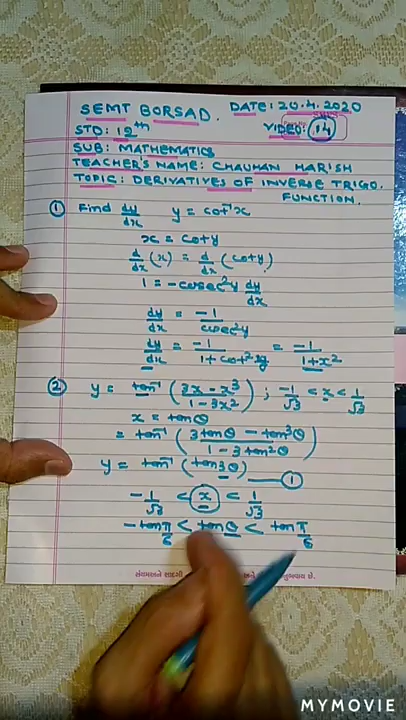 SEMT BORSAD. DATE: 20.4.2020
STD: 12th VIDEO: 14
SUB: MATHEMATICS
TEACHER'S NAME: CHAUHAN HARISH
TOPIC: DERIVATIVES OF INVERSE TRIGO.
FUNCTION.
① Find dy/dx y = cot⁻¹x
x = coty
d/dx (x) = d/dx (coty)
1 = -cosec²y dy/dx
dy/dx = -1/cosec²y
dy/dx = -1/1+cot²y = -1/1+x²
② y = tan⁻¹ (3x - x³/1-3x²) ; -1/√3 < x < 1/√3
x = tanθ
= tan⁻¹ (3tanθ - tan³θ/1-3tan²θ)
y = tan⁻¹ (tan3θ) — ①
-1/√3 < x < 1/√3
-tan π/6 < tanθ < tan π/6
MYMOVIE